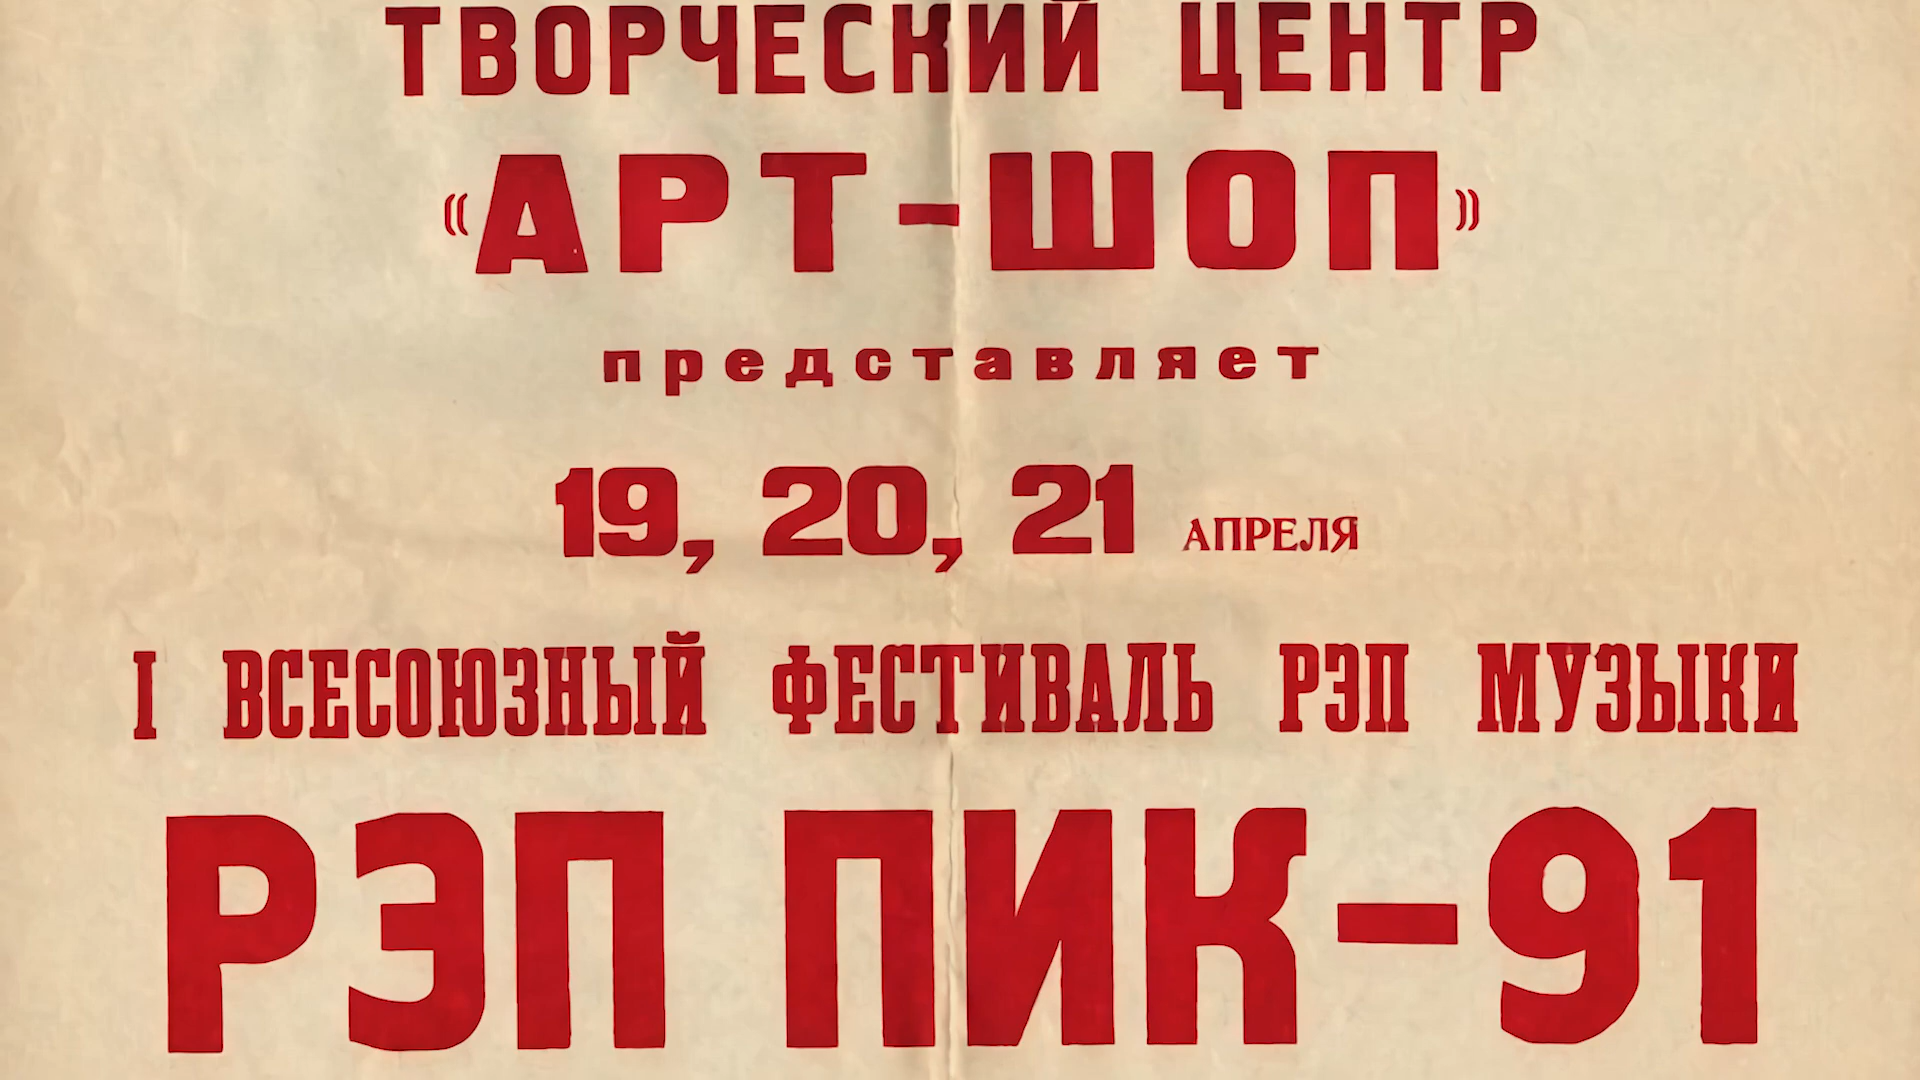 ТВОРЧЕСКИЙ ЦЕНТР
«АРТ-ШОП»
представляет
19, 20, 21 АПРЕЛЯ
I ВСЕСОЮЗНЫЙ ФЕСТИВАЛЬ РЭП МУЗЫКИ
РЭП ПИК-91